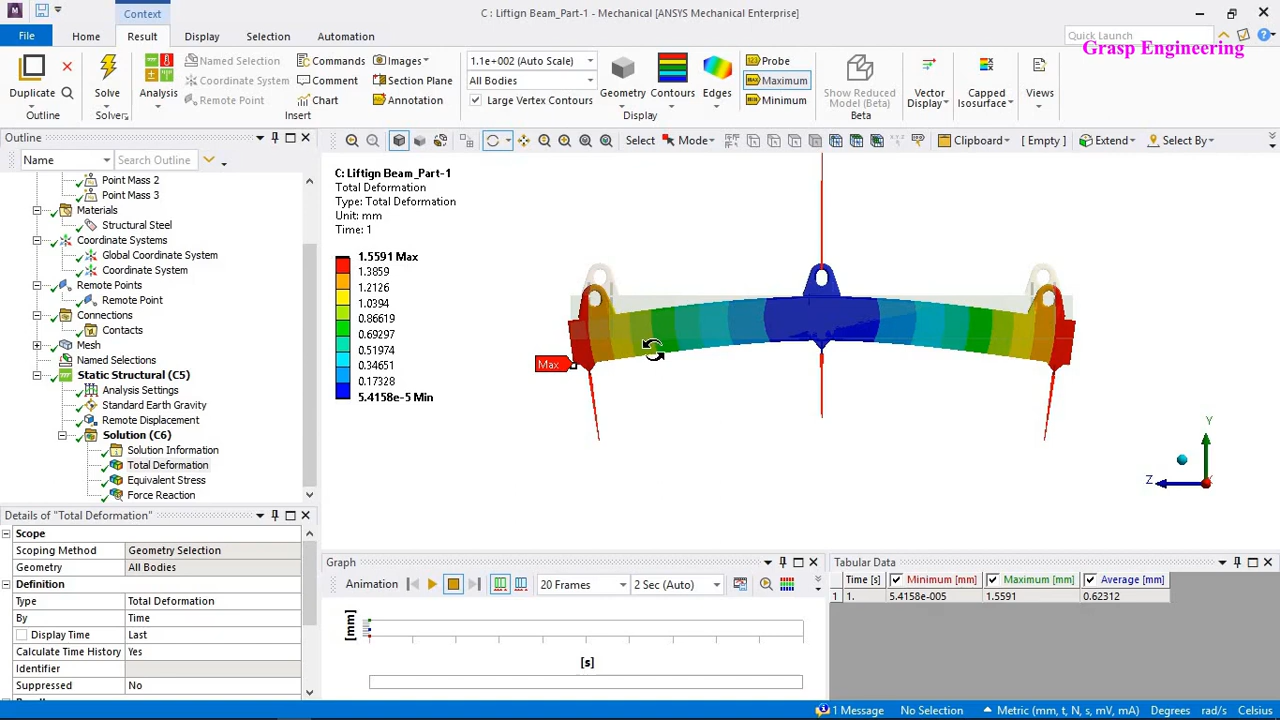 Context
C : Liftign Beam_Part-1 - Mechanical [ANSYS Mechanical Enterprise]
File
Home
Result
Display
Selection
Automation
Quick Launch
Grasp Engineering
Duplicate
Outline
Solve
Solvers
Analysis
Named Selection
Coordinate System
Remote Point
Commands
Comment
Chart
Images
Section Plane
Annotation
Insert
1.1e+002 (Auto Scale)
All Bodies
Large Vertex Contours
Geometry
Contours
Edges
Probe
Maximum
Minimum
Display
Show Reduced
Model (Beta)
Beta
Vector
Display
Capped
Isosurface
Views
Outline
Name
Search Outline
Select
Mode
Clipboard
[ Empty ]
Extend
Select By
Point Mass 2
Point Mass 3
Materials
Structural Steel
Coordinate Systems
Global Coordinate System
Coordinate System
Remote Points
Remote Point
Connections
Contacts
Mesh
Named Selections
Static Structural (C5)
Analysis Settings
Standard Earth Gravity
Remote Displacement
Solution (C6)
Solution Information
Total Deformation
Equivalent Stress
Force Reaction
C: Liftign Beam_Part-1
Total Deformation
Type: Total Deformation
Unit: mm
Time: 1
1.5591 Max
1.3859
1.2126
1.0394
0.86619
0.69297
0.51974
0.34651
0.17328
5.4158e-5 Min
Max
Y
Z
Details of "Total Deformation"
Scope
Scoping Method Geometry Selection
Geometry All Bodies
Definition
Type Total Deformation
By Time
Display Time Last
Calculate Time History Yes
Identifier
Suppressed No
Graph
Animation
20 Frames
2 Sec (Auto)
[mm]
[s]
Tabular Data
Time [s] Minimum [mm] Maximum [mm] Average [mm]
1 1. 5.4158e-005 1.5591 0.62312
1 Message
No Selection
Metric (mm, t, N, s, mV, mA)
Degrees
rad/s
Celsius